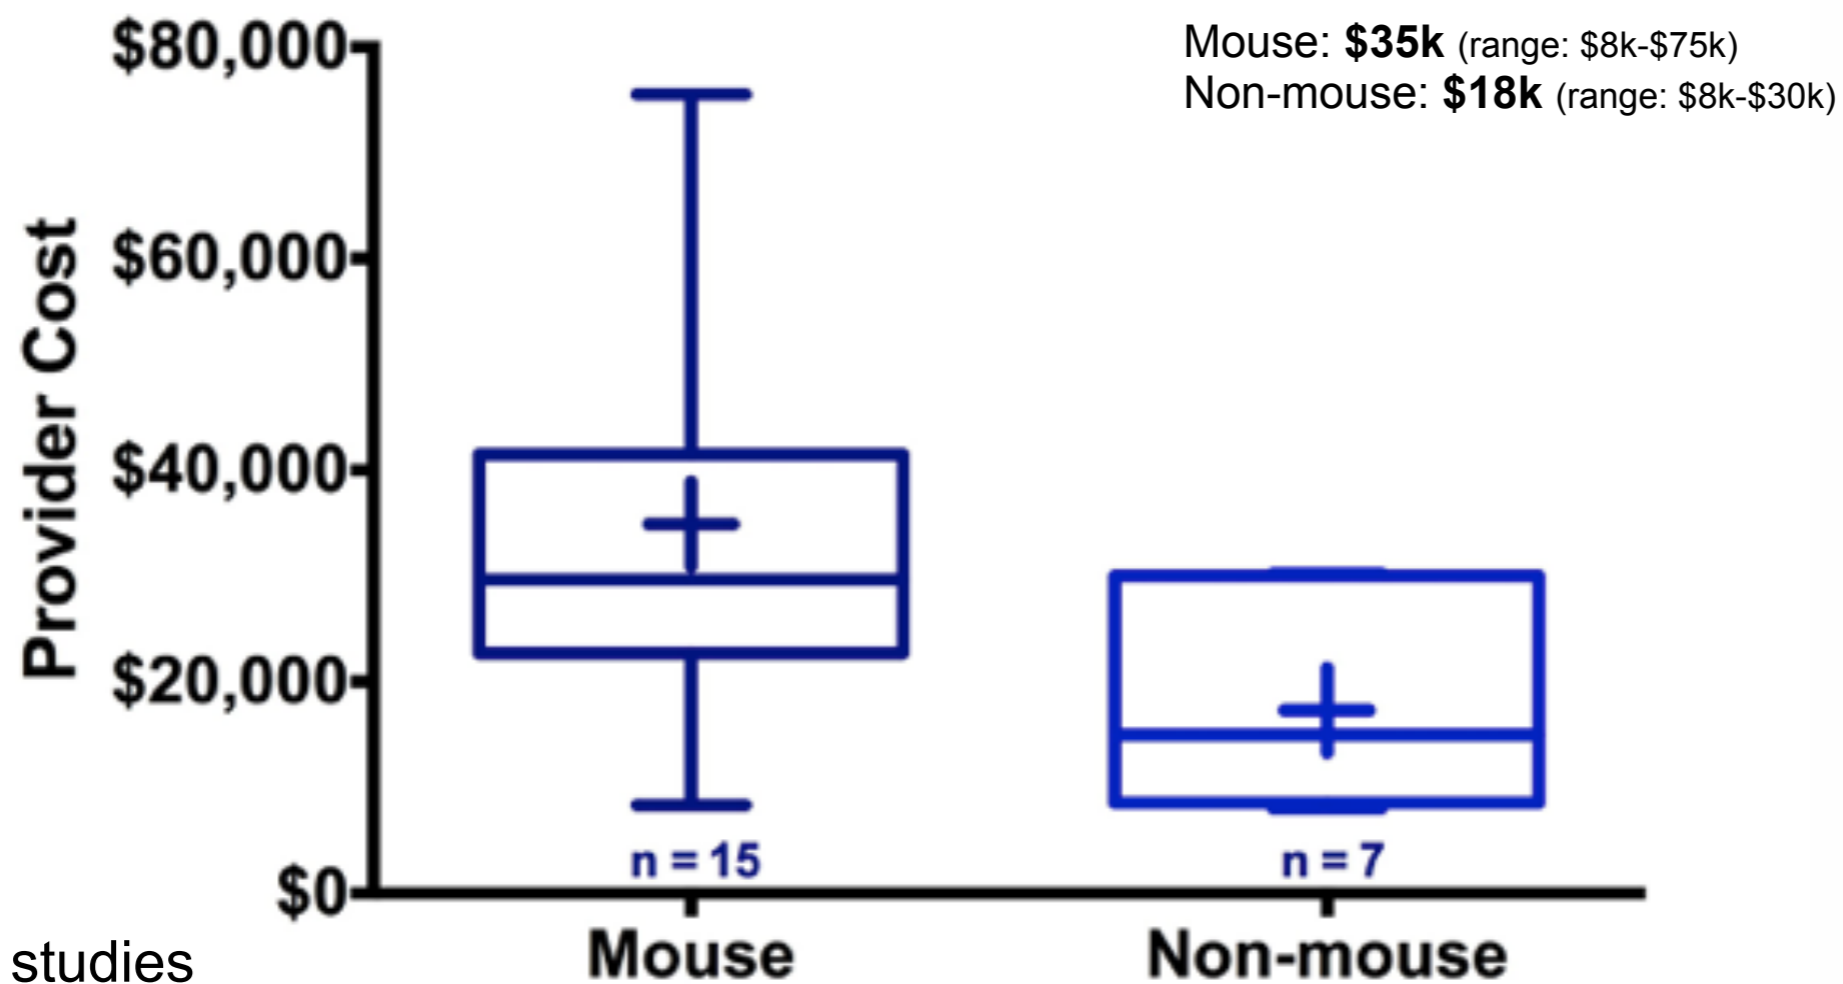 Mouse: $35k (range: $8k-$75k)
Non-mouse: $18k (range: $8k-$30k)
Provider Cost
$80,000
$60,000
$40,000
$20,000
$0
n = 15
n = 7
Mouse
Non-mouse
studies